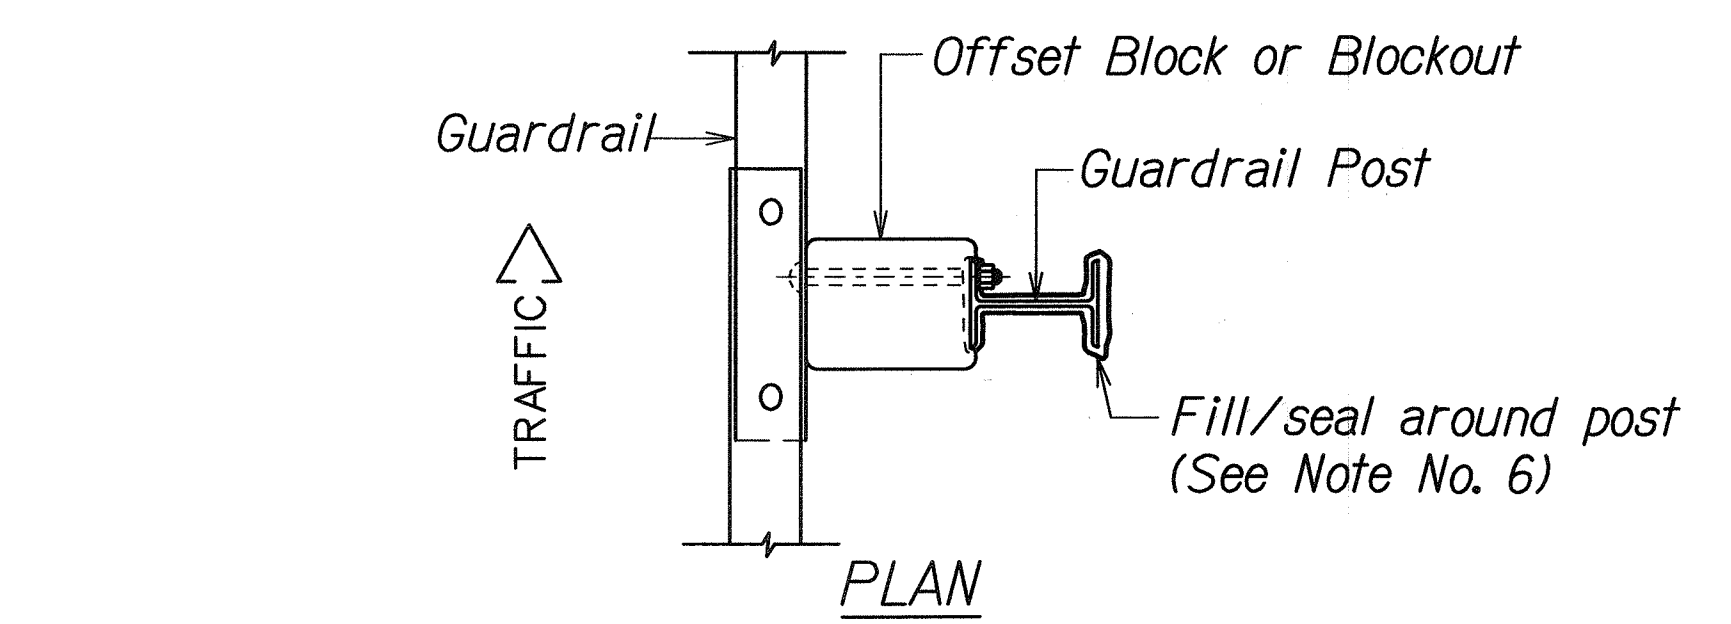 Offset Block or Blockout
Guardrail
Guardrail Post
TRAFFIC
Fill/seal around post
(See Note No. 6)
PLAN